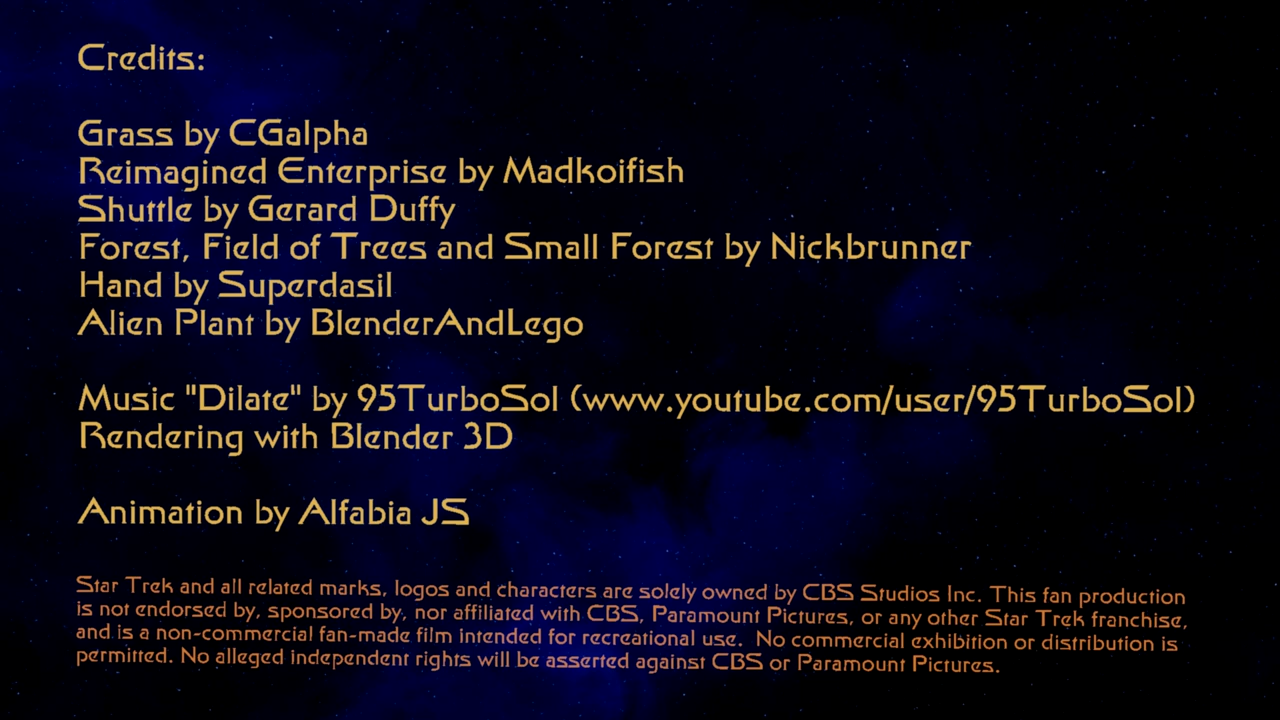 Credits:
Grass by CGalpha
Reimagined Enterprise by Madkoifish
Shuttle by Gerard Duffy
Forest, Field of Trees and Small Forest by Nickbrunner
Hand by Superdasil
Alien Plant by BlenderAndLego
Music "Dilate" by 95TurboSol (www.youtube.com/user/95TurboSol)
Rendering with Blender 3D
Animation by Alfabia JS
Star Trek and all related marks, logos and characters are solely owned by CBS Studios Inc. This fan production
is not endorsed by, sponsored by, nor affiliated with CBS, Paramount Pictures, or any other Star Trek franchise,
and is a non-commercial fan-made film intended for recreational use. No commercial exhibition or distribution is
permitted. No alleged independent rights will be asserted against CBS or Paramount Pictures.